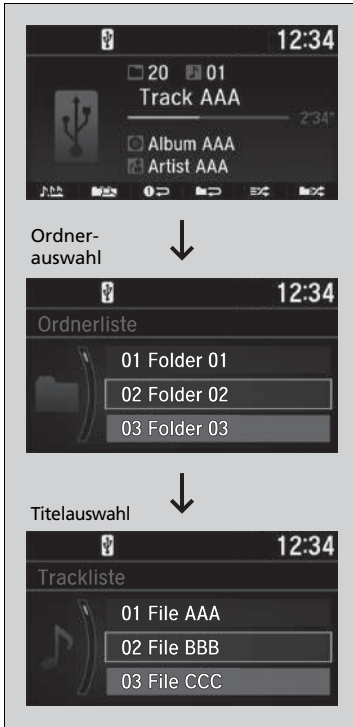 12:34
20 01
Track AAA
2'34"
Album AAA
Artist AAA
Ordner-
auswahl
12:34
Ordnerliste
01 Folder 01
02 Folder 02
03 Folder 03
Titelauswahl
12:34
Trackliste
01 File AAA
02 File BBB
03 File CCC